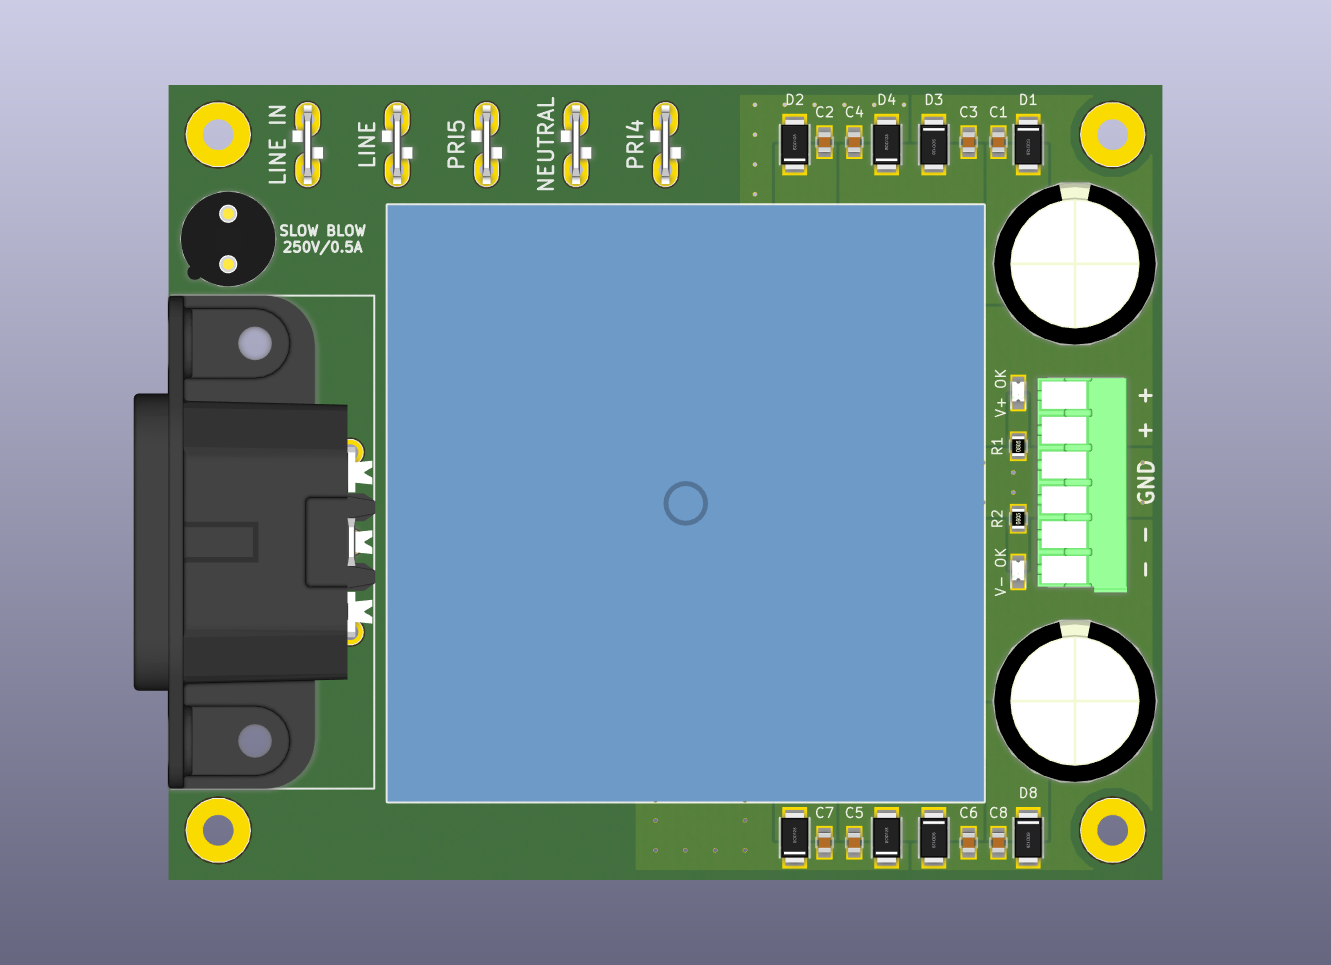 LINE IN
LINE
PRI5
NEUTRAL
PRI4
D2
C2
C4
D4
D3
C3
C1
D1
SLOW BLOW
250V/0.5A
V+ OK
R1
R2
V- OK
+
+
GND
-
-
C7
C5
C6
C8
D8